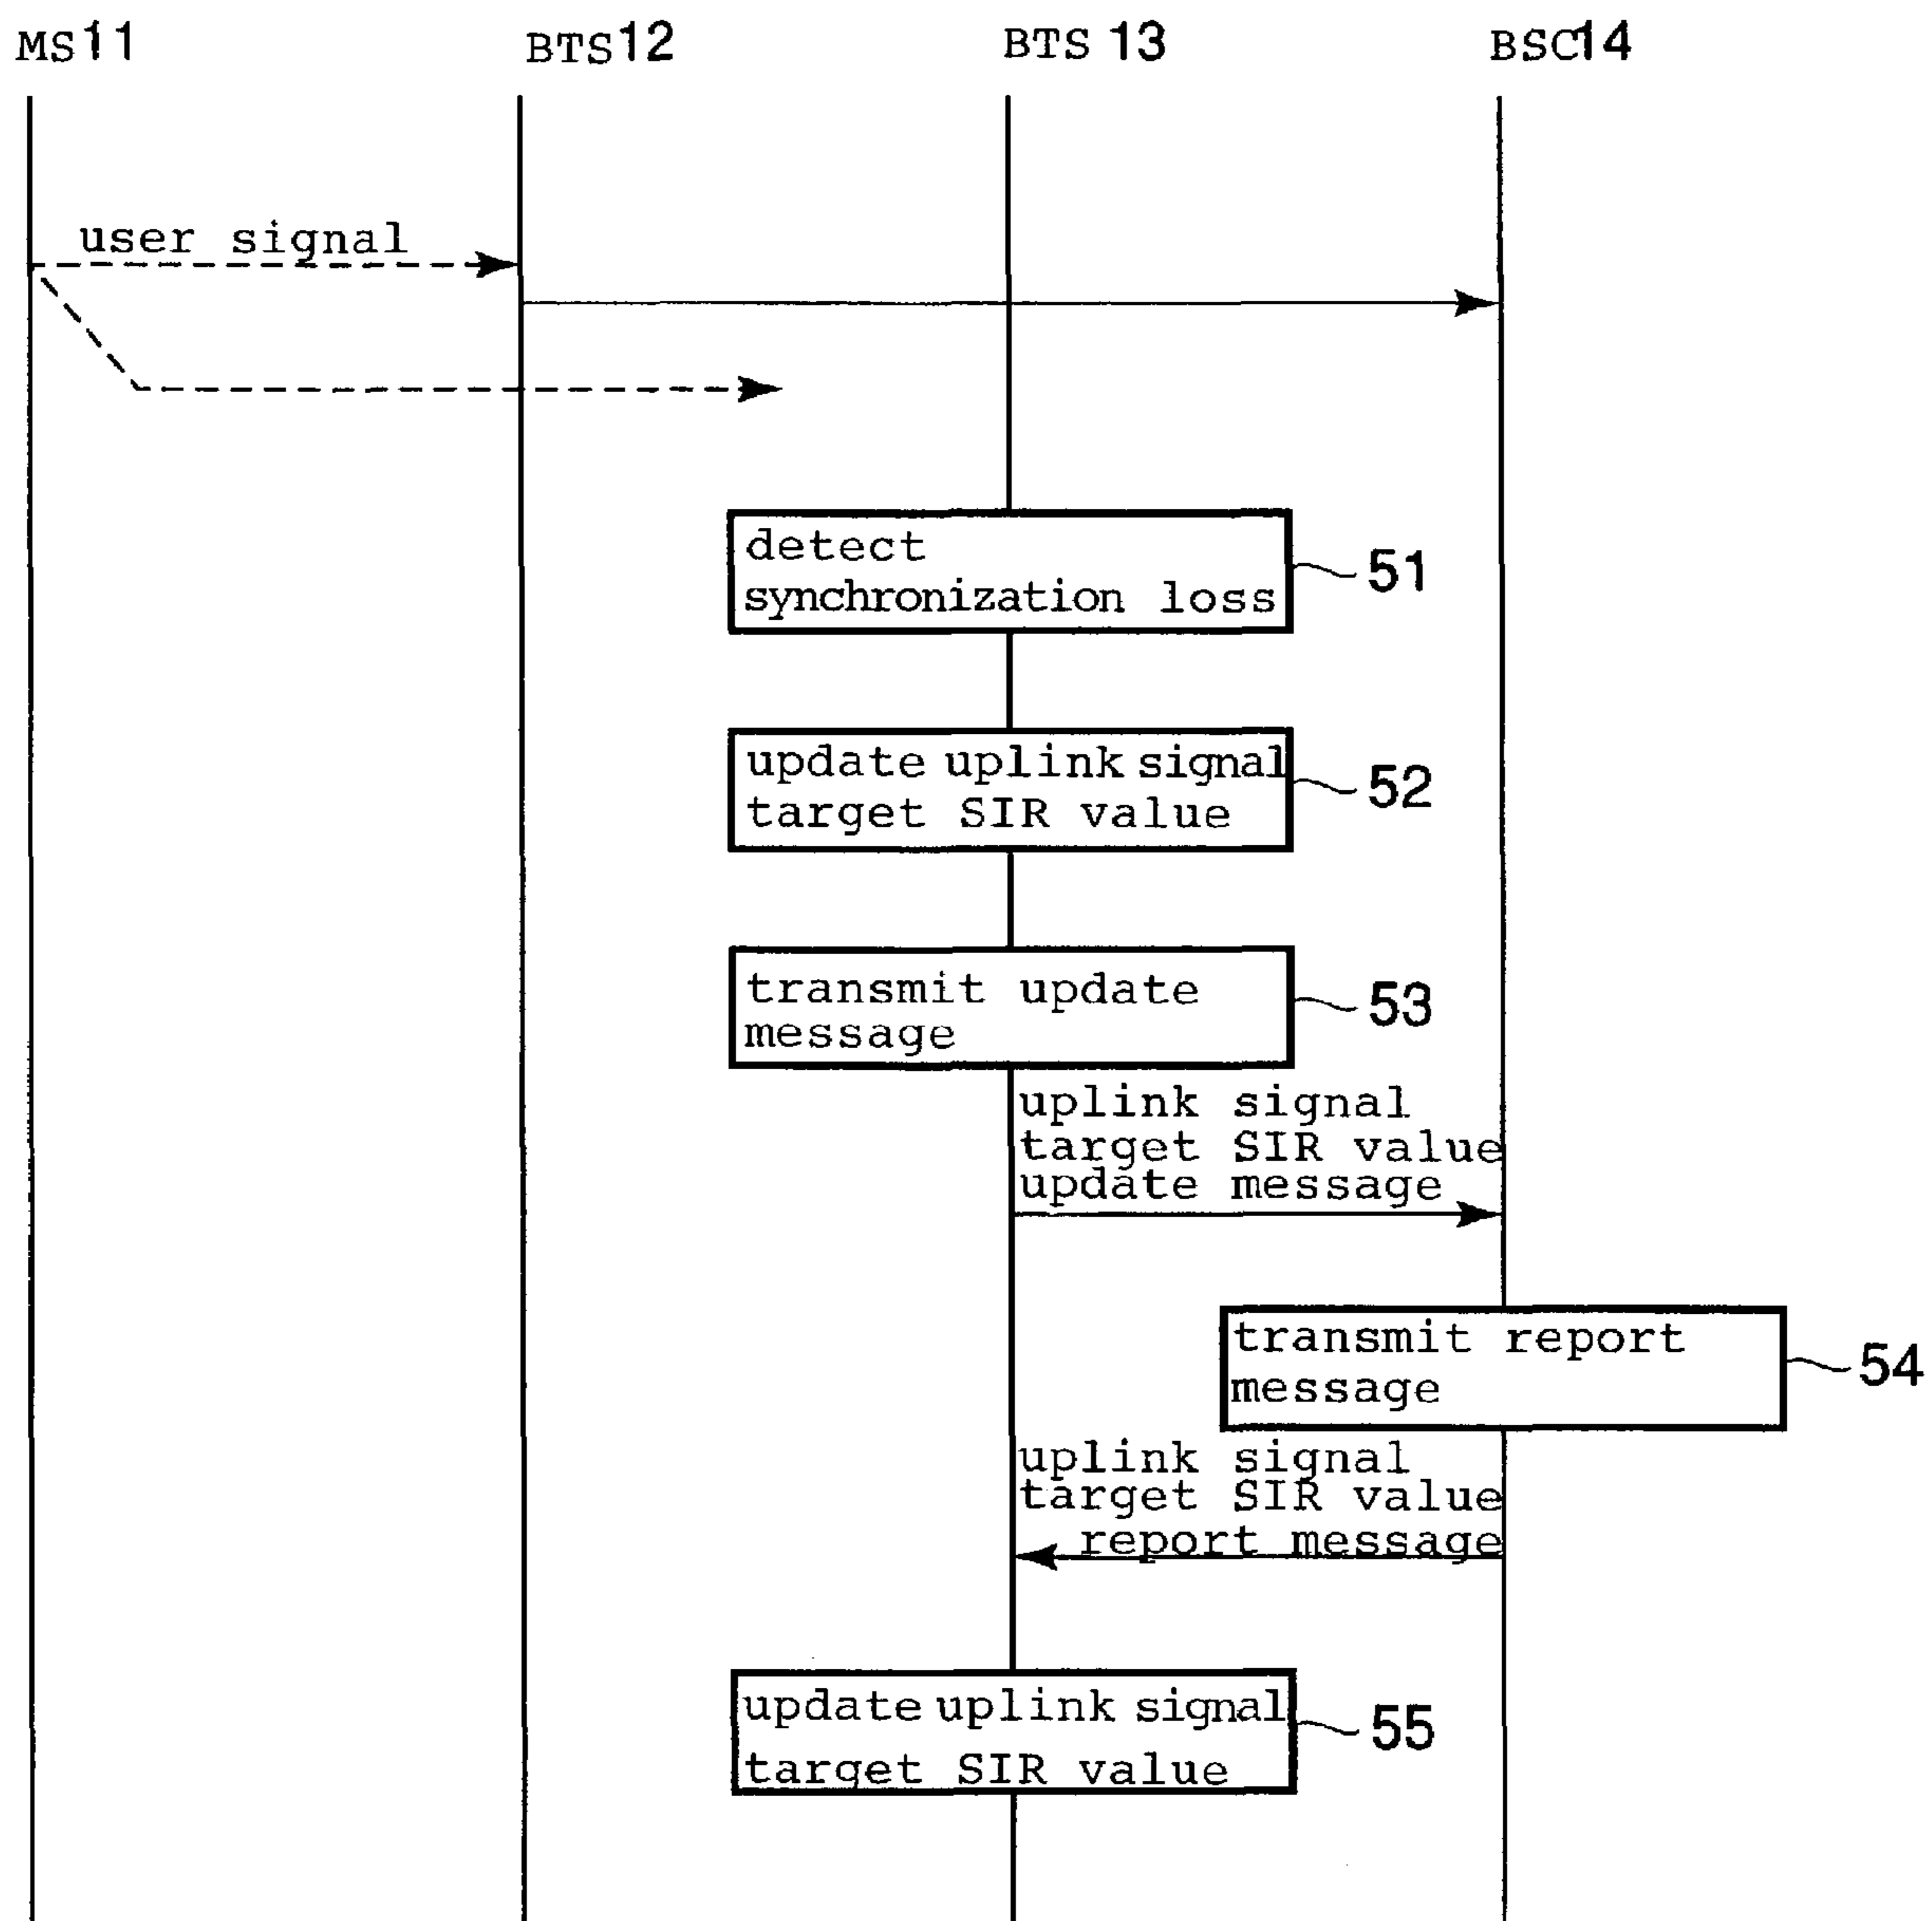 MS11 BTS12 BTS 13 BSC14
user signal
detect
synchronization loss
51
update uplink signal
target SIR value
52
transmit update
message
53
uplink signal
target SIR value
update message
transmit report
message
54
uplink signal
target SIR value
report message
update uplink signal
target SIR value
55